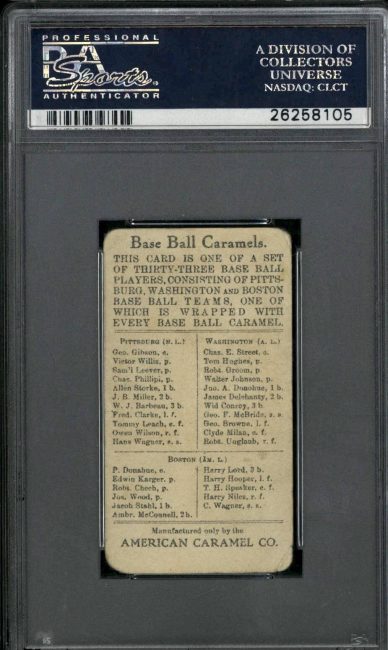 PROFESSIONAL
PSA
Sports
AUTHENTICATOR
A DIVISION OF
COLLECTORS
UNIVERSE
NASDAQ: CLCT
26258105
Base Ball Caramels.
THIS CARD IS ONE OF A SET
OF THIRTY-THREE BASE BALL
PLAYERS, CONSISTING OF PITTS-
BURG, WASHINGTON AND BOSTON
BASE BALL TEAMS, ONE OF
WHICH IS WRAPPED WITH
EVERY BASE BALL CARAMEL.
PITTSBURG (N. L.)
Geo. Gibson, c.
Victor Willis, p.
Sam'l Leever, p.
Chas. Phillipi, p.
Allen Storke, 1 b.
J. B. Miller, 2 b.
W. J. Barbeau, 3 b.
Fred. Clarke, l. f.
Tommy Leach, c. f.
Owen Wilson, r. f.
Hans Wagner, s. s.
WASHINGTON (A. L.)
Chas. E. Street, c.
Tom Hughes, p.
Robt. Groom, p.
Walter Johnson, p.
Jno. A. Donohue, 1 b.
James Delehanty, 2 b.
Wid Conroy, 3 b.
Geo. F. McBride, s. s.
Geo. Browne, l. f.
Clyde Milan, c. f.
Robt. Unglaub, r. f.
BOSTON (AM. L.)
P. Donahue, c.
Edwin Karger, p.
Robt. Chech, p.
Jos. Wood, p.
Jacob Stahl, 1 b.
Ambr. McConnell, 2 b.
Harry Lord, 3 b.
Harry Hooper, l. f.
T. H. Speaker, c. f.
Harry Niles, r. f.
C. Wagner, s. s.
Manufactured only by the
AMERICAN CARAMEL CO.